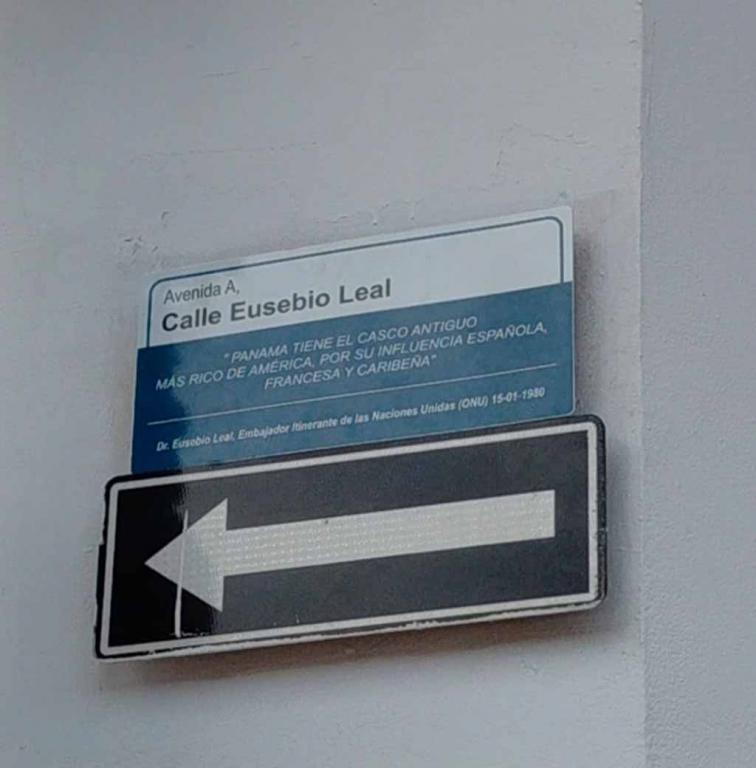 Avenida A,
Calle Eusebio Leal
"PANAMA TIENE EL CASCO ANTIGUO
MÁS RICO DE AMÉRICA, POR SU INFLUENCIA ESPAÑOLA,
FRANCESA Y CARIBEÑA"
Dr. Eusebio Leal, Embajador Itinerante de las Naciones Unidas (ONU) 15-01-1980